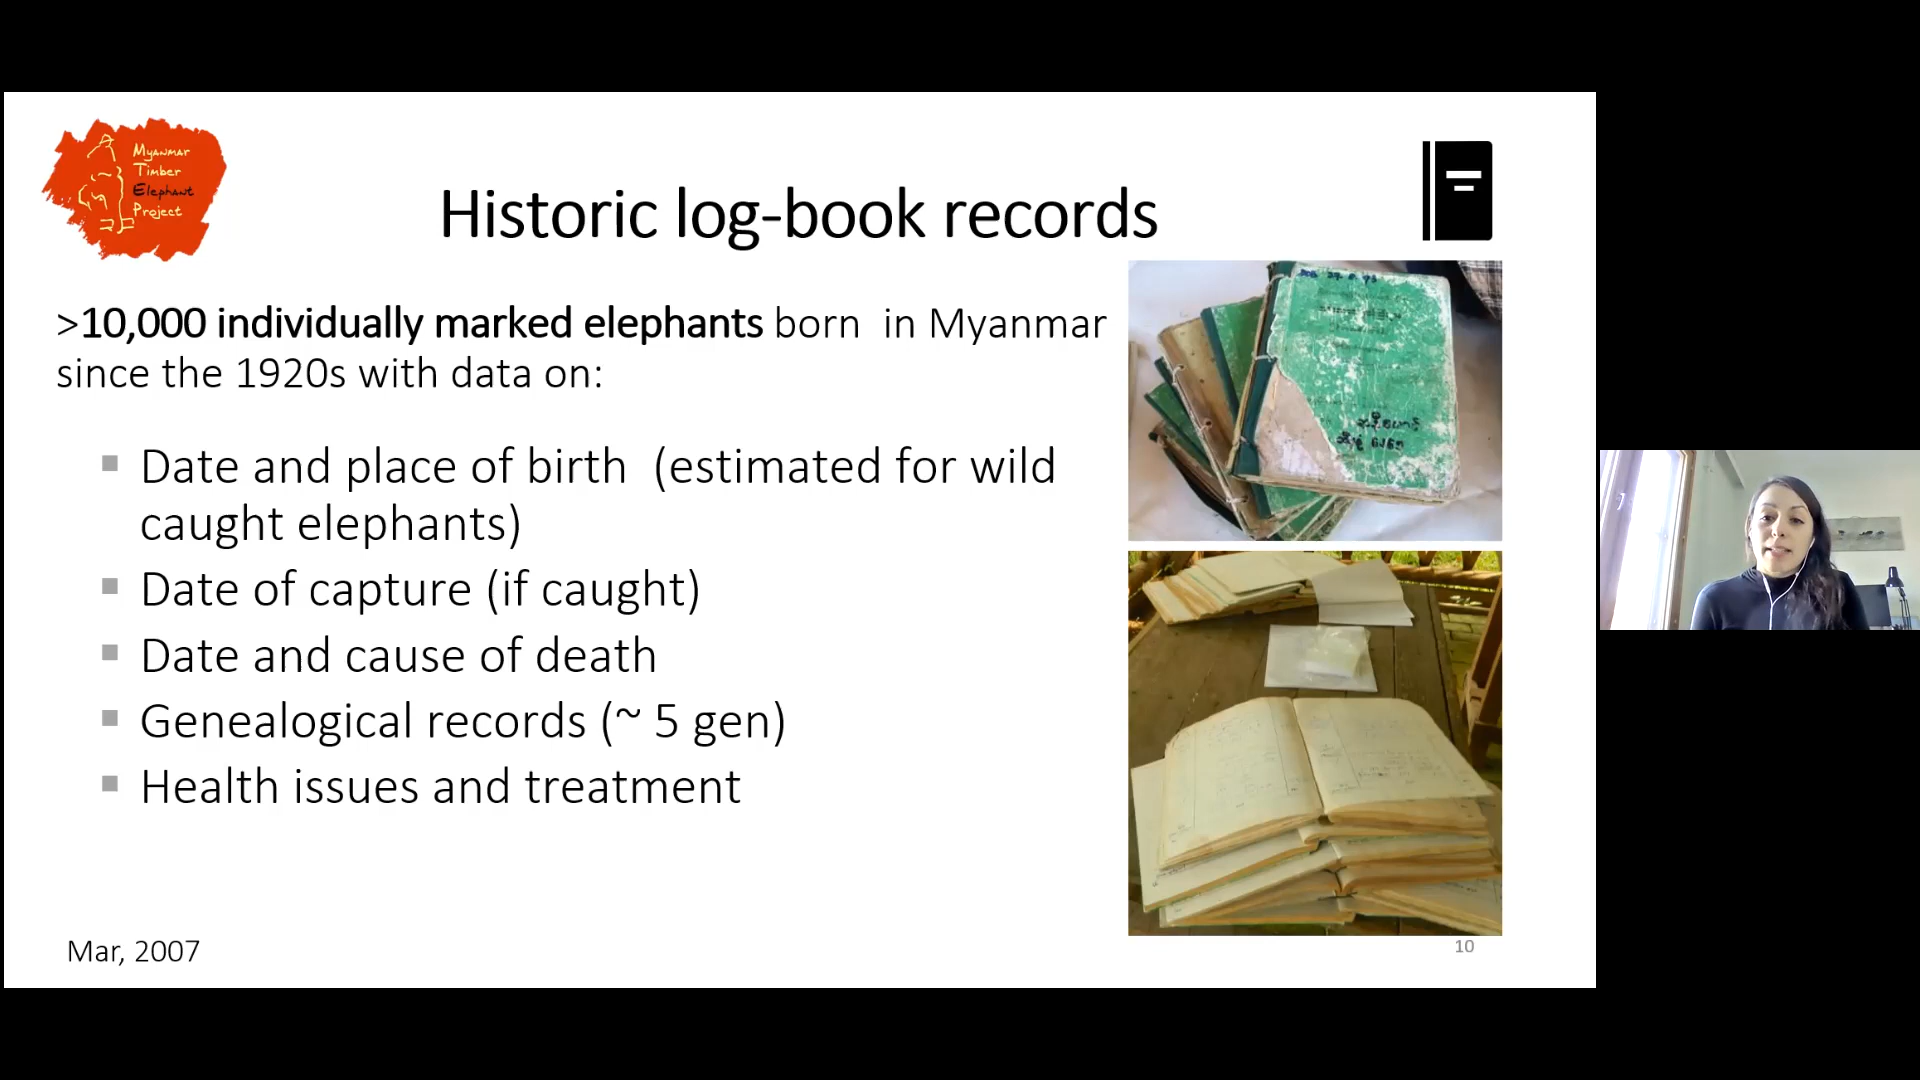 Myanmar
Timber
Elephant
Project
Historic log-book records
>10,000 individually marked elephants born in Myanmar
since the 1920s with data on:
▪ Date and place of birth (estimated for wild
caught elephants)
▪ Date of capture (if caught)
▪ Date and cause of death
▪ Genealogical records (~ 5 gen)
▪ Health issues and treatment
Mar, 2007
10